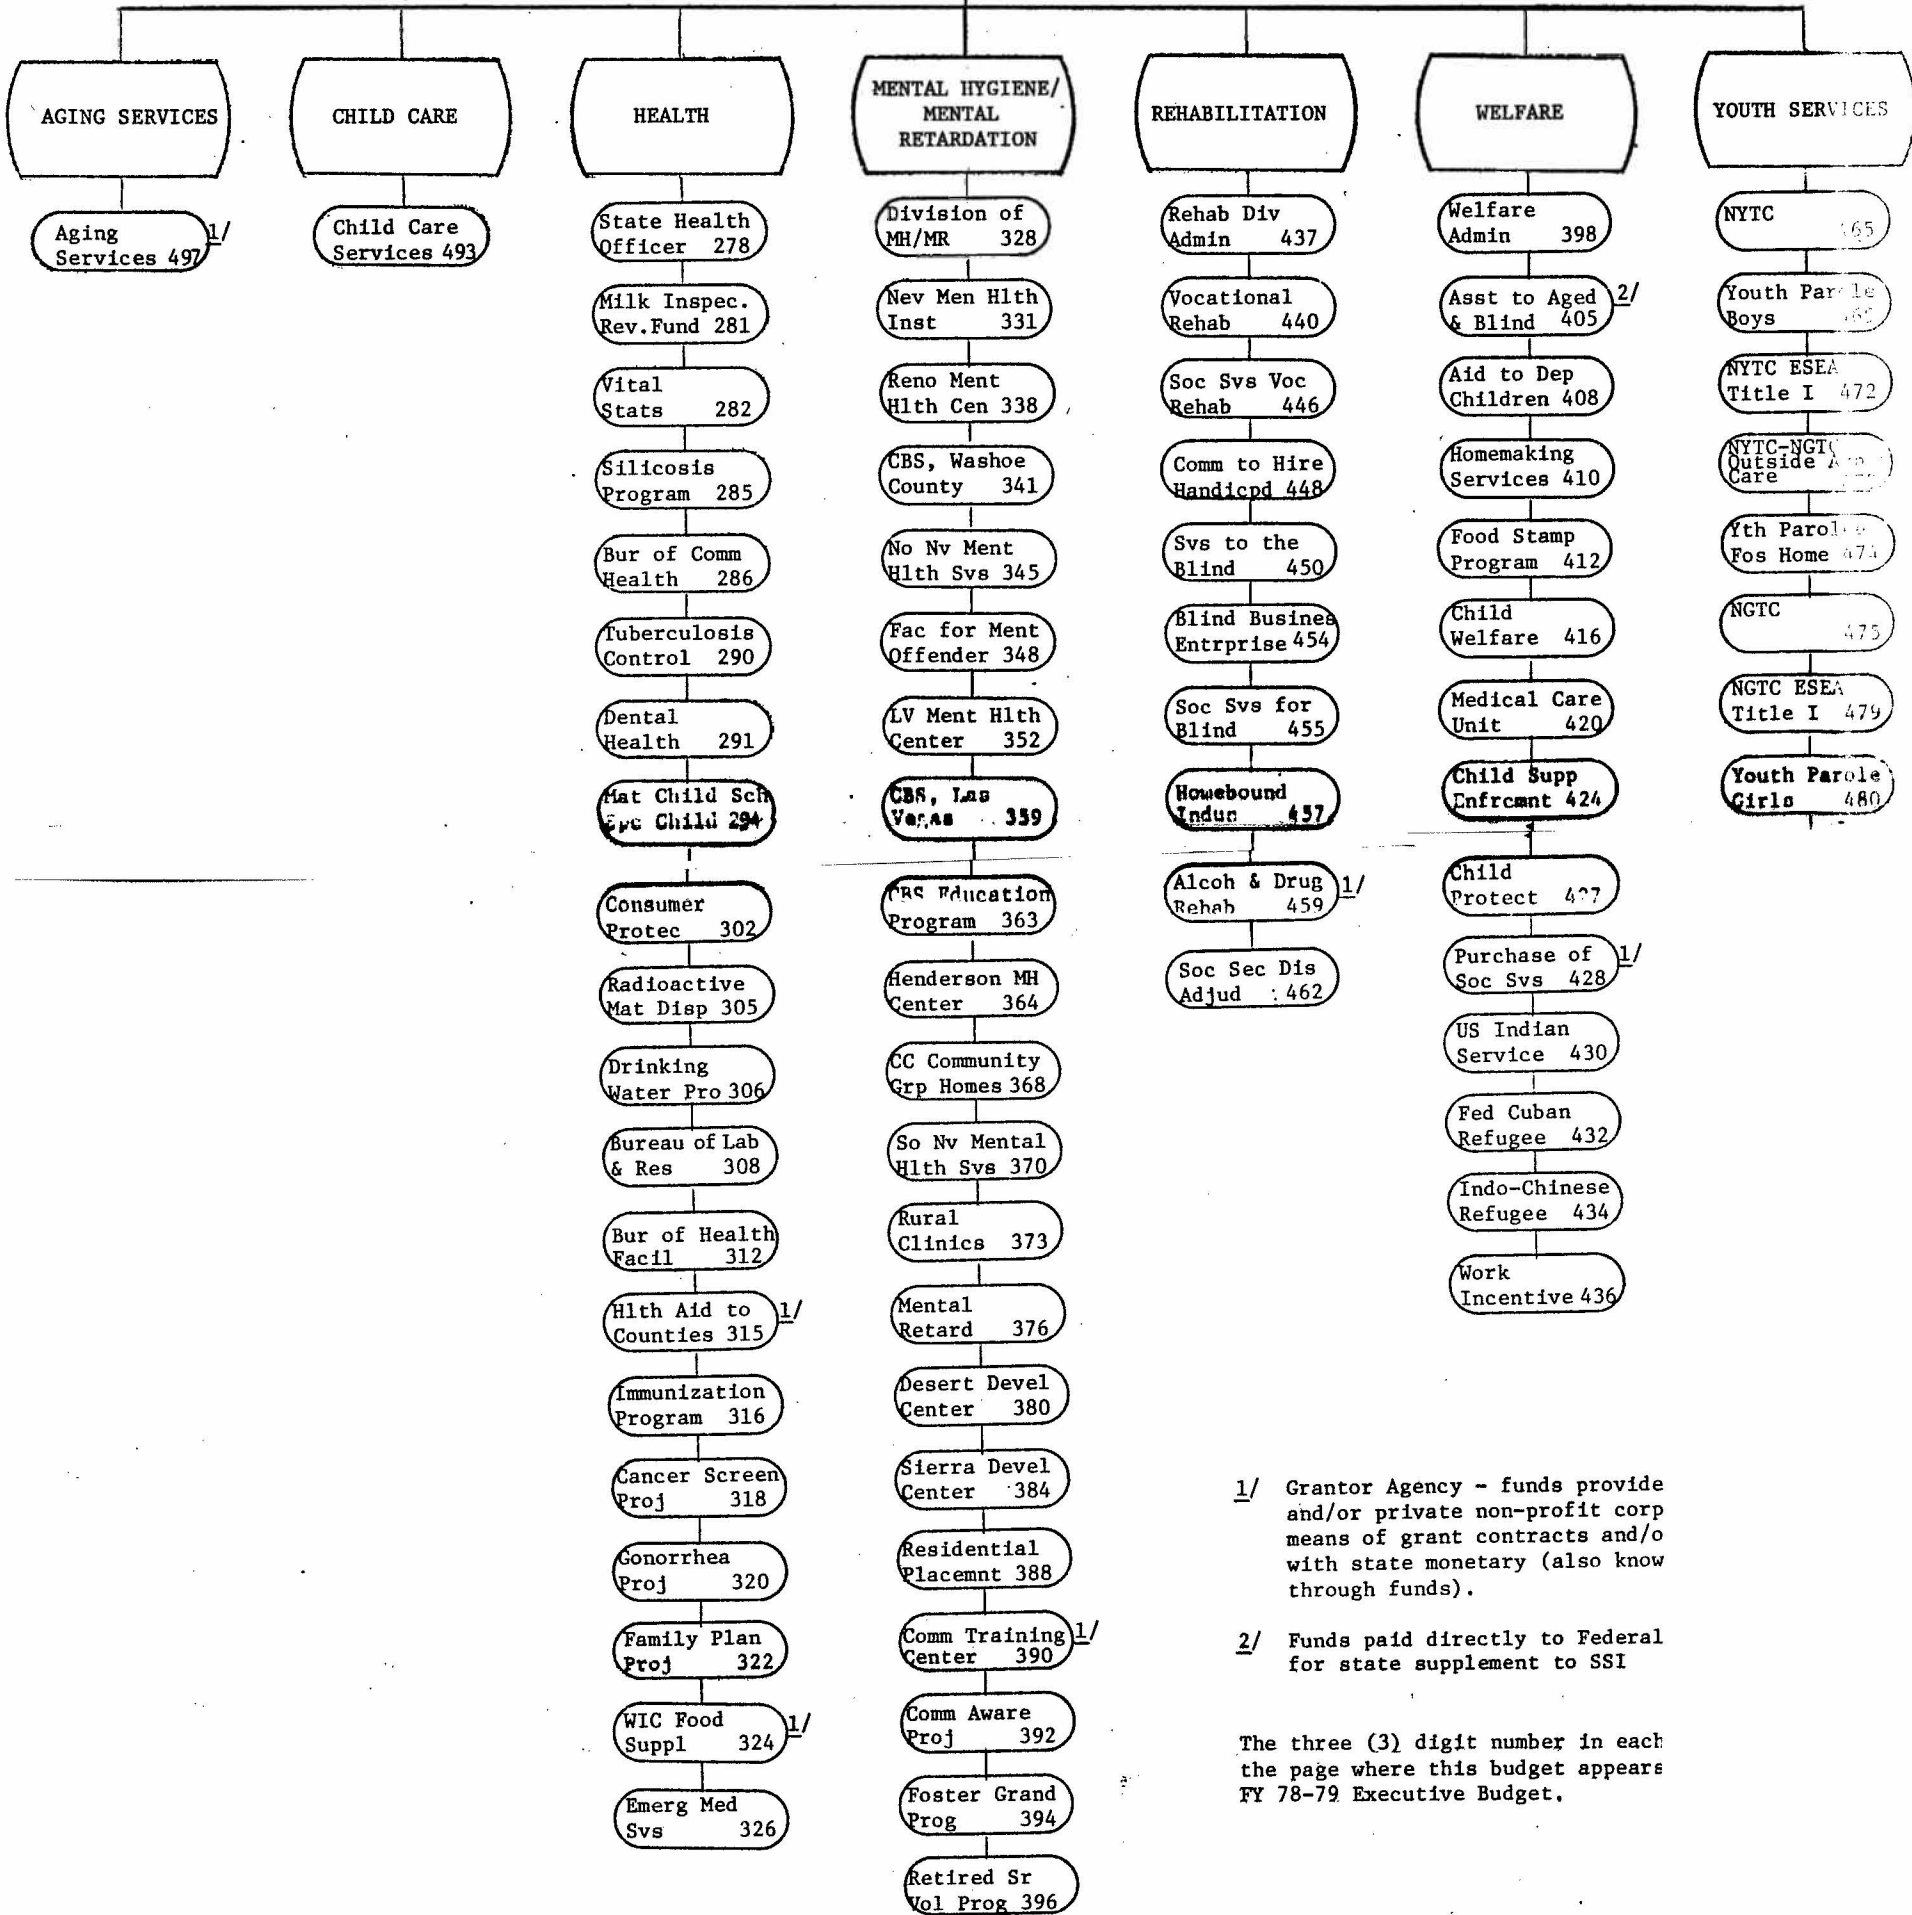 AGING SERVICES
Aging 1/
Services 497
CHILD CARE
Child Care
Services 493
HEALTH
State Health
Officer 278
Milk Inspec.
Rev.Fund 281
Vital
Stats 282
Silicosis
Program 285
Bur of Comm
Health 286
Tuberculosis
Control 290
Dental
Health 291
Mat Child Sch
Child 294
Consumer
Protec 302
Radioactive
Mat Disp 305
Drinking
Water Pro 306
Bureau of Lab
& Res 308
Bur of Health
Facil 312
Hlth Aid to 1/
Counties 315
Immunization
Program 316
Cancer Screen
Proj 318
Gonorrhea
Proj 320
Family Plan
Proj 322
WIC Food 1/
Suppl 324
Emerg Med
Svs 326
MENTAL HYGIENE/
MENTAL
RETARDATION
Division of
MH/MR 328
Nev Men Hlth
Inst 331
Reno Ment
Hlth Cen 338
CBS, Washoe
County 341
No Nv Ment
Hlth Svs 345
Fac for Ment
Offender 348
LV Ment Hlth
Center 352
CBS, Las
Vegas 359
CBS Education
Program 363
Henderson MH
Center 364
CC Community
Grp Homes 368
So Nv Mental
Hlth Svs 370
Rural
Clinics 373
Mental
Retard 376
Desert Devel
Center 380
Sierra Devel
Center 384
Residential
Placemnt 388
Comm Training 1/
Center 390
Comm Aware
Proj 392
Foster Grand
Prog 394
Retired Sr
Vol Prog 396
REHABILITATION
Rehab Div
Admin 437
Vocational
Rehab 440
Soc Svs Voc
Rehab 446
Comm to Hire
Handicpd 448
Svs to the
Blind 450
Blind Busines
Entrprise 454
Soc Svs for
Blind 455
Homebound
Indus 457
Alcoh & Drug 1/
Rehab 459
Soc Sec Dis
Adjud 462
WELFARE
Welfare
Admin 398
Asst to Aged 2/
& Blind 405
Aid to Dep
Children 408
Homemaking
Services 410
Food Stamp
Program 412
Child
Welfare 416
Medical Care
Unit 420
Child Supp
Enfrcmnt 424
Child
Protect
Purchase of 1/
Soc Svs 428
US Indian
Service 430
Fed Cuban
Refugee 432
Indo-Chinese
Refugee 434
Work
Incentive 436
YOUTH SERVICES
NYTC
Youth Parole
Boys
NYTC ESEA
Title I 472
NYTC-NGTC
Outside
Care
Yth Parole
Fos Home
NGTC
475
NGTC ESEA
Title I 479
Youth Parole
Girls 480
1/ Grantor Agency - funds provide
and/or private non-profit corp
means of grant contracts and/o
with state monetary (also know
through funds).
2/ Funds paid directly to Federal
for state supplement to SSI
The three (3) digit number in each
the page where this budget appears
FY 78-79 Executive Budget.